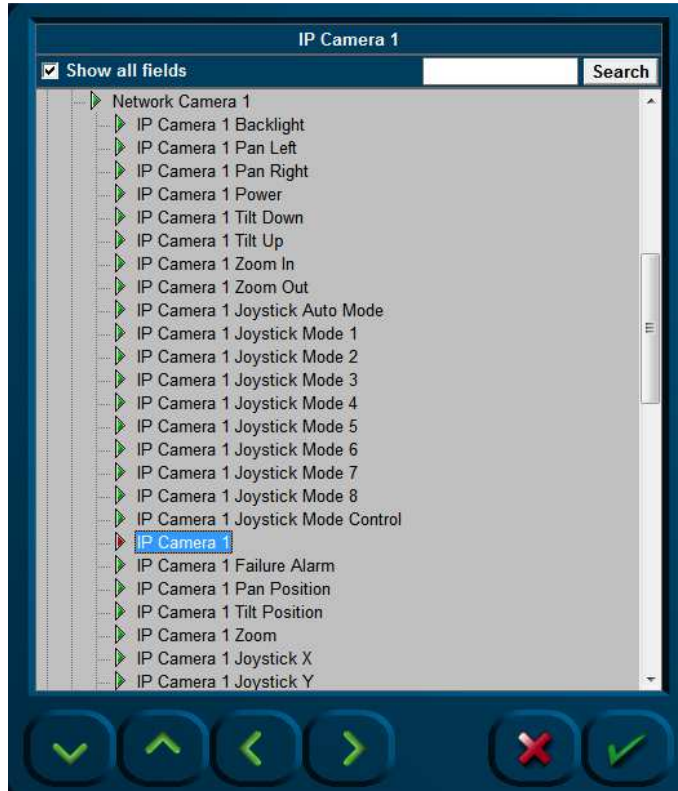 IP Camera 1
Show all fields Search
Network Camera 1
IP Camera 1 Backlight
IP Camera 1 Pan Left
IP Camera 1 Pan Right
IP Camera 1 Power
IP Camera 1 Tilt Down
IP Camera 1 Tilt Up
IP Camera 1 Zoom In
IP Camera 1 Zoom Out
IP Camera 1 Joystick Auto Mode
IP Camera 1 Joystick Mode 1
IP Camera 1 Joystick Mode 2
IP Camera 1 Joystick Mode 3
IP Camera 1 Joystick Mode 4
IP Camera 1 Joystick Mode 5
IP Camera 1 Joystick Mode 6
IP Camera 1 Joystick Mode 7
IP Camera 1 Joystick Mode 8
IP Camera 1 Joystick Mode Control
IP Camera 1
IP Camera 1 Failure Alarm
IP Camera 1 Pan Position
IP Camera 1 Tilt Position
IP Camera 1 Zoom
IP Camera 1 Joystick X
IP Camera 1 Joystick Y